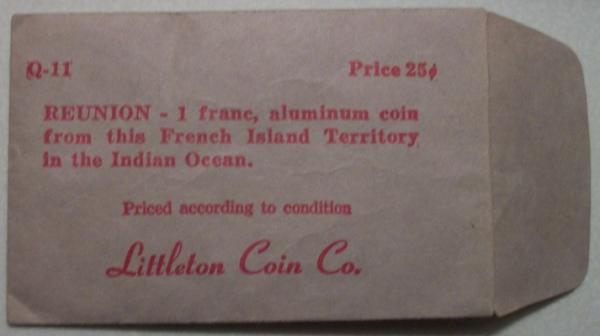 Q-11 Price 25¢
REUNION - 1 franc, aluminum coin
from this French Island Territory
in the Indian Ocean.
Priced according to condition
Littleton Coin Co.